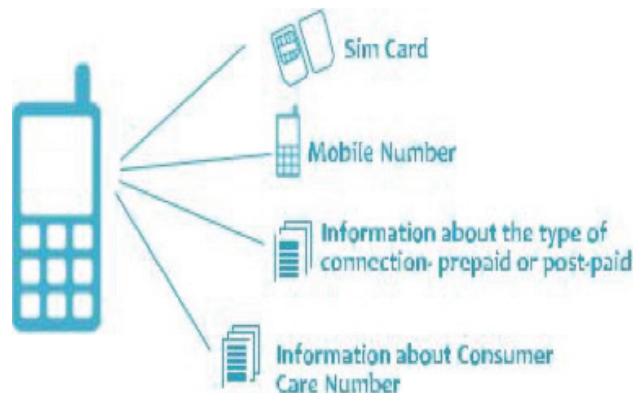 Sim Card
Mobile Number
Information about the type of
connection- prepaid or post-paid
Information about Consumer
Care Number